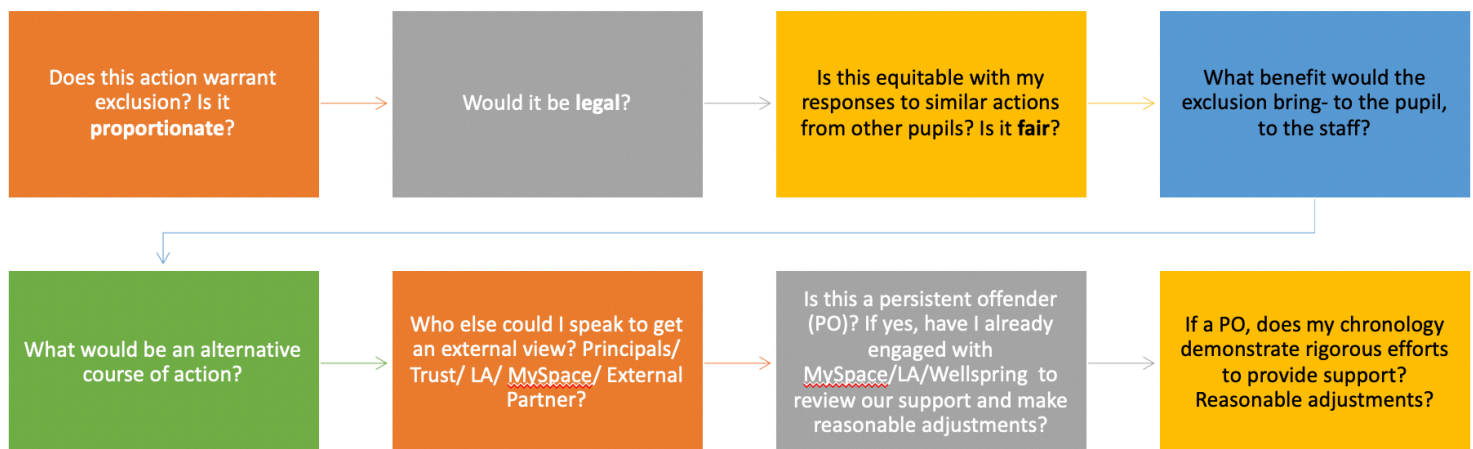 Does this action warrant
exclusion? Is it
proportionate?
Would it be legal?
Is this equitable with my
responses to similar actions
from other pupils? Is it fair?
What benefit would the
exclusion bring- to the pupil,
to the staff?
What would be an alternative
course of action?
Who else could I speak to get
an external view? Principals/
Trust/ LA/ MySpace/ External
Partner?
Is this a persistent offender
(PO)? If yes, have I already
engaged with
MySpace/LA/Wellspring to
review our support and make
reasonable adjustments?
If a PO, does my chronology
demonstrate rigorous efforts
to provide support?
Reasonable adjustments?